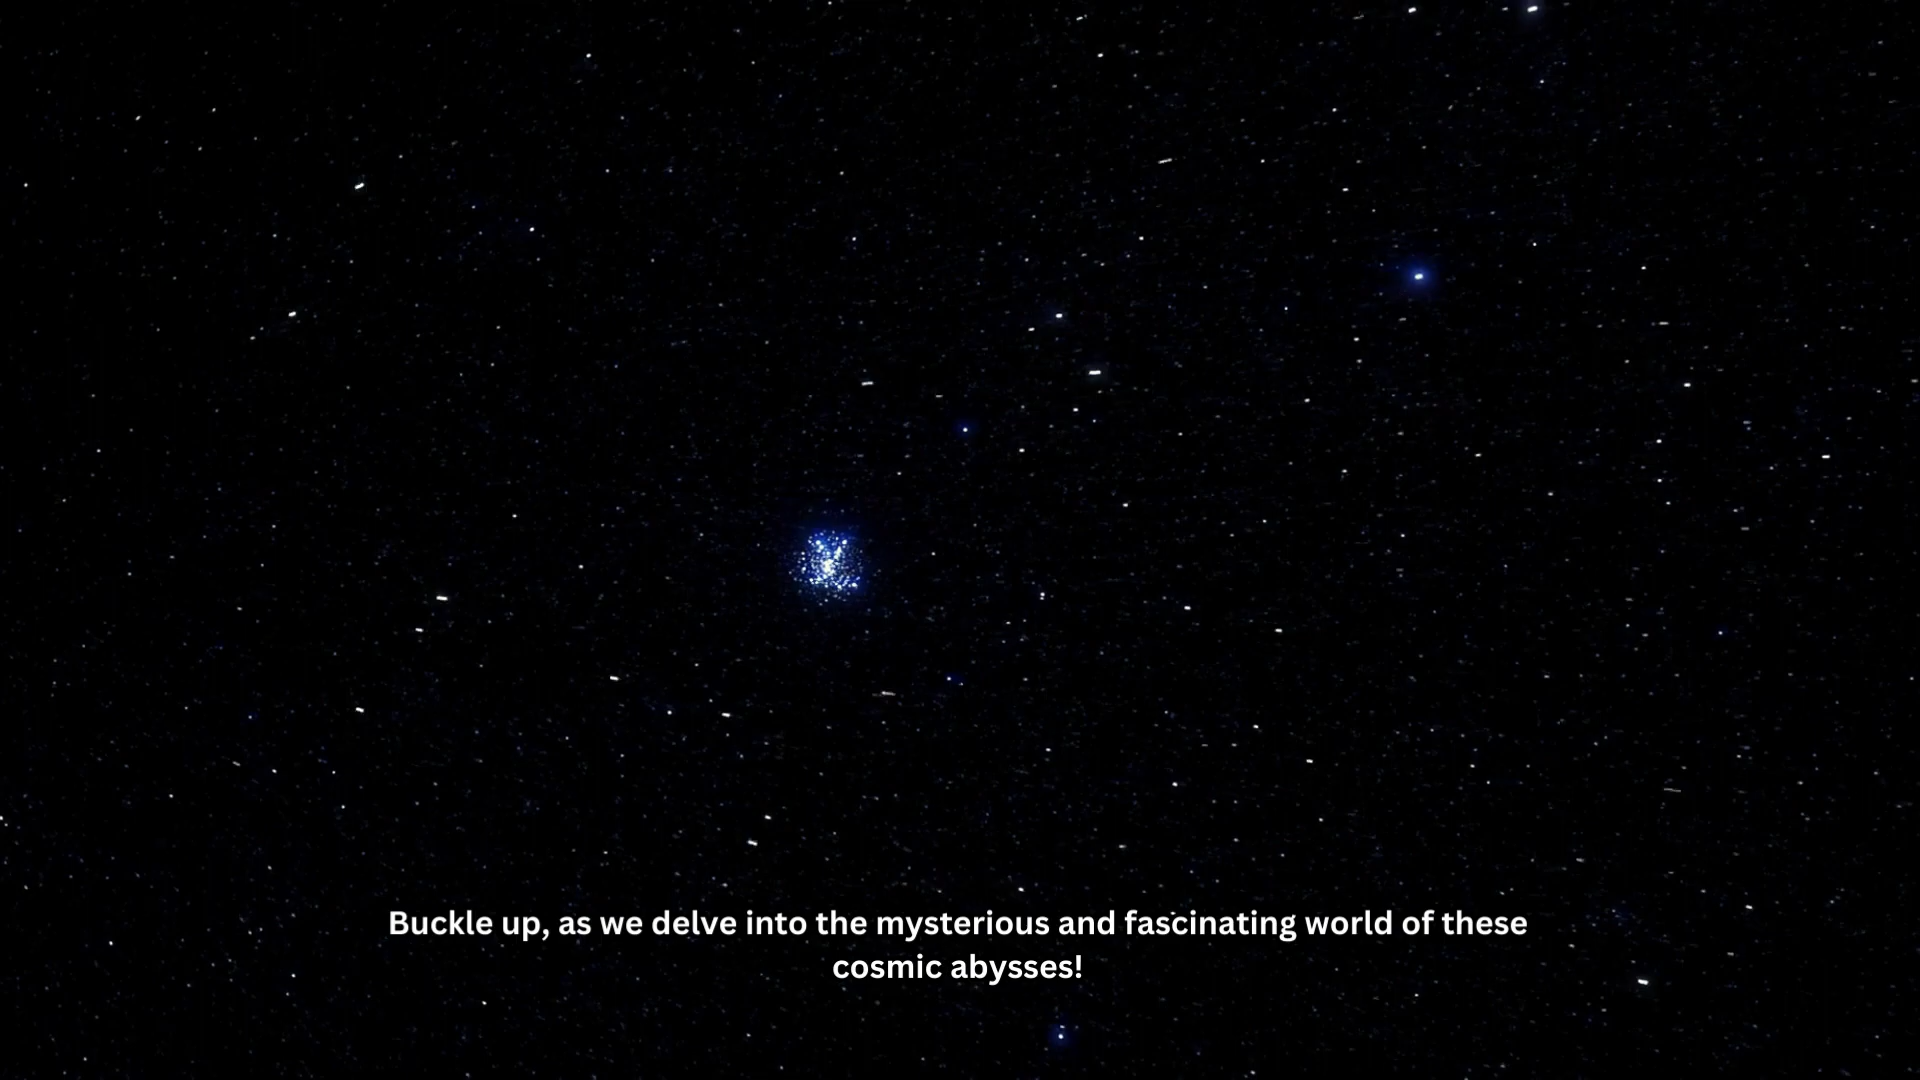 Buckle up, as we delve into the mysterious and fascinating world of these
cosmic abysses!